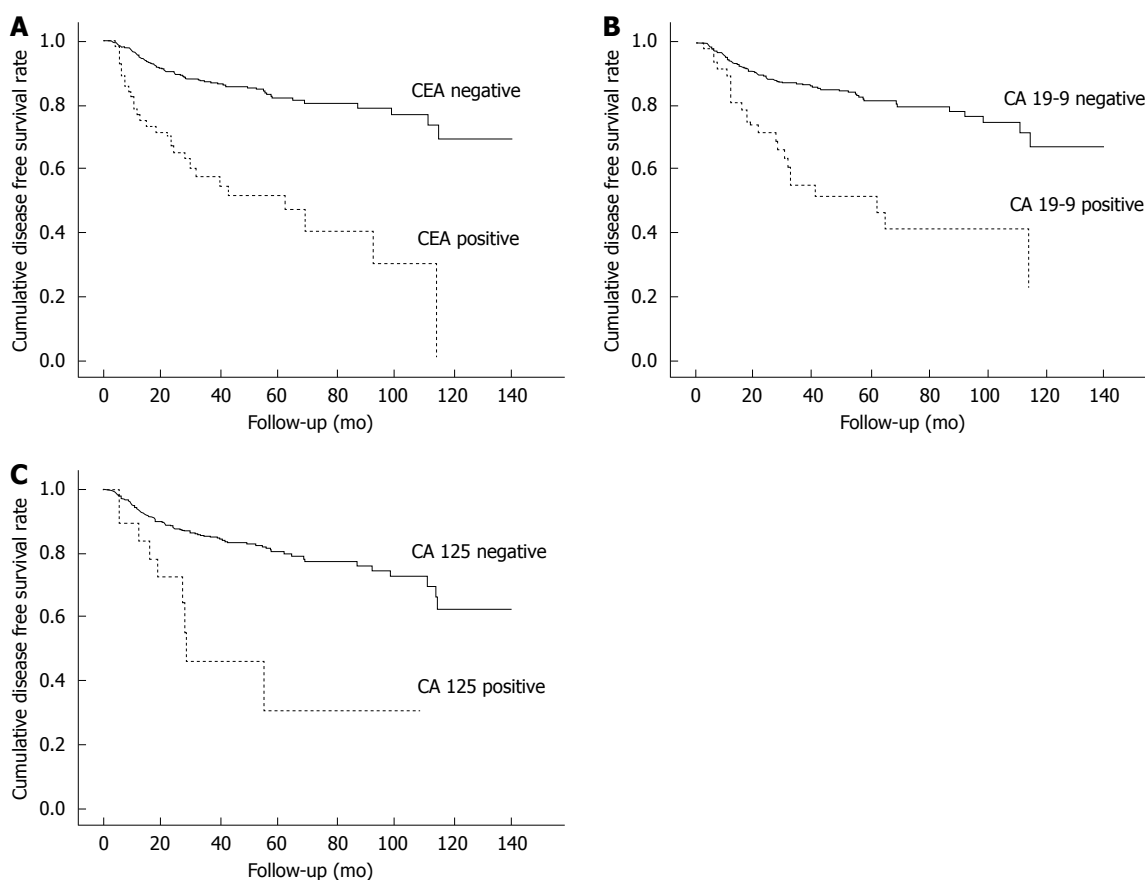 A
Cumulative disease free survival rate
1.0
0.8
0.6
0.4
0.2
0.0
CEA negative
CEA positive
0 20 40 60 80 100 120 140
Follow-up (mo)
B
Cumulative disease free survival rate
1.0
0.8
0.6
0.4
0.2
0.0
CA 19-9 negative
CA 19-9 positive
0 20 40 60 80 100 120 140
Follow-up (mo)
C
Cumulative disease free survival rate
1.0
0.8
0.6
0.4
0.2
0.0
CA 125 negative
CA 125 positive
0 20 40 60 80 100 120 140
Follow-up (mo)